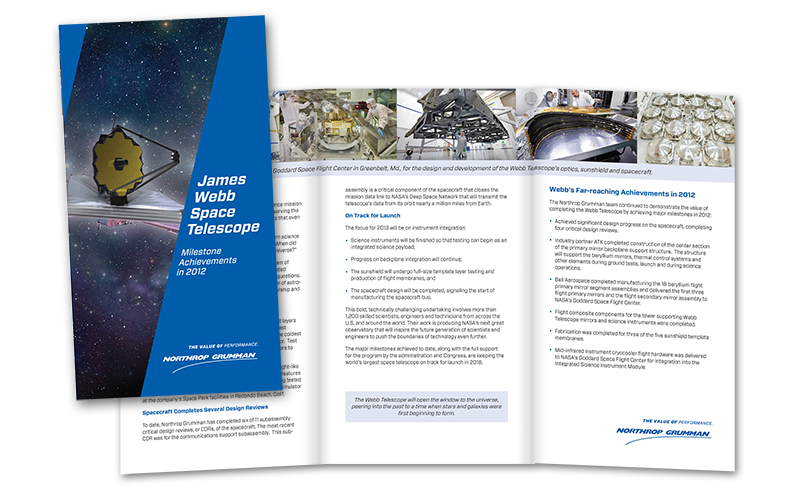 James
Webb
Space
Telescope
Milestone
Achievements
in 2012
THE VALUE OF PERFORMANCE.
NORTHROP GRUMMAN
Goddard Space Flight Center in Greenbelt, Md., for the design and development of the Webb Telescope's optics, sunshield and spacecraft.
mission
serving the
that even
science
When did
of
of astro-
and
layers
coldest
Test
to
tested
at the company's Space Park facilities in Redondo Beach, Calif.
Spacecraft Completes Several Design Reviews
To date, Northrop Grumman has completed six of 11 subassembly
critical design reviews, or CDRs, of the spacecraft. The most recent
CDR was for the communications support subassembly. This sub-
assembly is a critical component of the spacecraft that closes the
mission data link to NASA's Deep Space Network that will transmit the
telescope's data from its orbit nearly a million miles from Earth.
On Track for Launch
The focus for 2013 will be on instrument integration:
• Science instruments will be finished so that testing can begin as an
integrated science payload;
• Progress on backplane integration will continue;
• The sunshield will undergo full-size template layer testing and
production of flight membranes, and;
• The spacecraft design will be completed, signaling the start of
manufacturing the spacecraft bus.
This bold, technically challenging undertaking involves more than
1,200 skilled scientists, engineers and technicians from across the
U.S. and around the world. Their work is producing NASA's next great
observatory that will inspire the future generation of scientists and
engineers to push the boundaries of technology even further.
The major milestones achieved to date, along with the full support
for the program by the administration and Congress, are keeping the
world's largest space telescope on track for launch in 2018.
The Webb Telescope will open the window to the universe,
peering into the past to a time when stars and galaxies were
first beginning to form.
Webb's Far-reaching Achievements in 2012
The Northrop Grumman team continued to demonstrate the value of
completing the Webb Telescope by achieving major milestones in 2012:
• Achieved significant design progress on the spacecraft, completing
four critical design reviews.
• Industry partner ATK completed construction of the center section
of the primary mirror backplane support structure. The structure
will support the beryllium mirrors, thermal control systems and
other elements during ground tests, launch and during science
operations.
• Ball Aerospace completed manufacturing the 18 beryllium flight
primary mirror segment assemblies and delivered the first three
flight primary mirrors and the flight secondary mirror assembly to
NASA's Goddard Space Flight Center.
• Flight composite components for the tower supporting Webb
Telescope mirrors and science instruments were completed.
• Fabrication was completed for three of the five sunshield template
membranes.
• Mid-infrared instrument cryocooler flight hardware was delivered
to NASA's Goddard Space Flight Center for integration into the
Integrated Science Instrument Module.
THE VALUE OF PERFORMANCE.
NORTHROP GRUMMAN